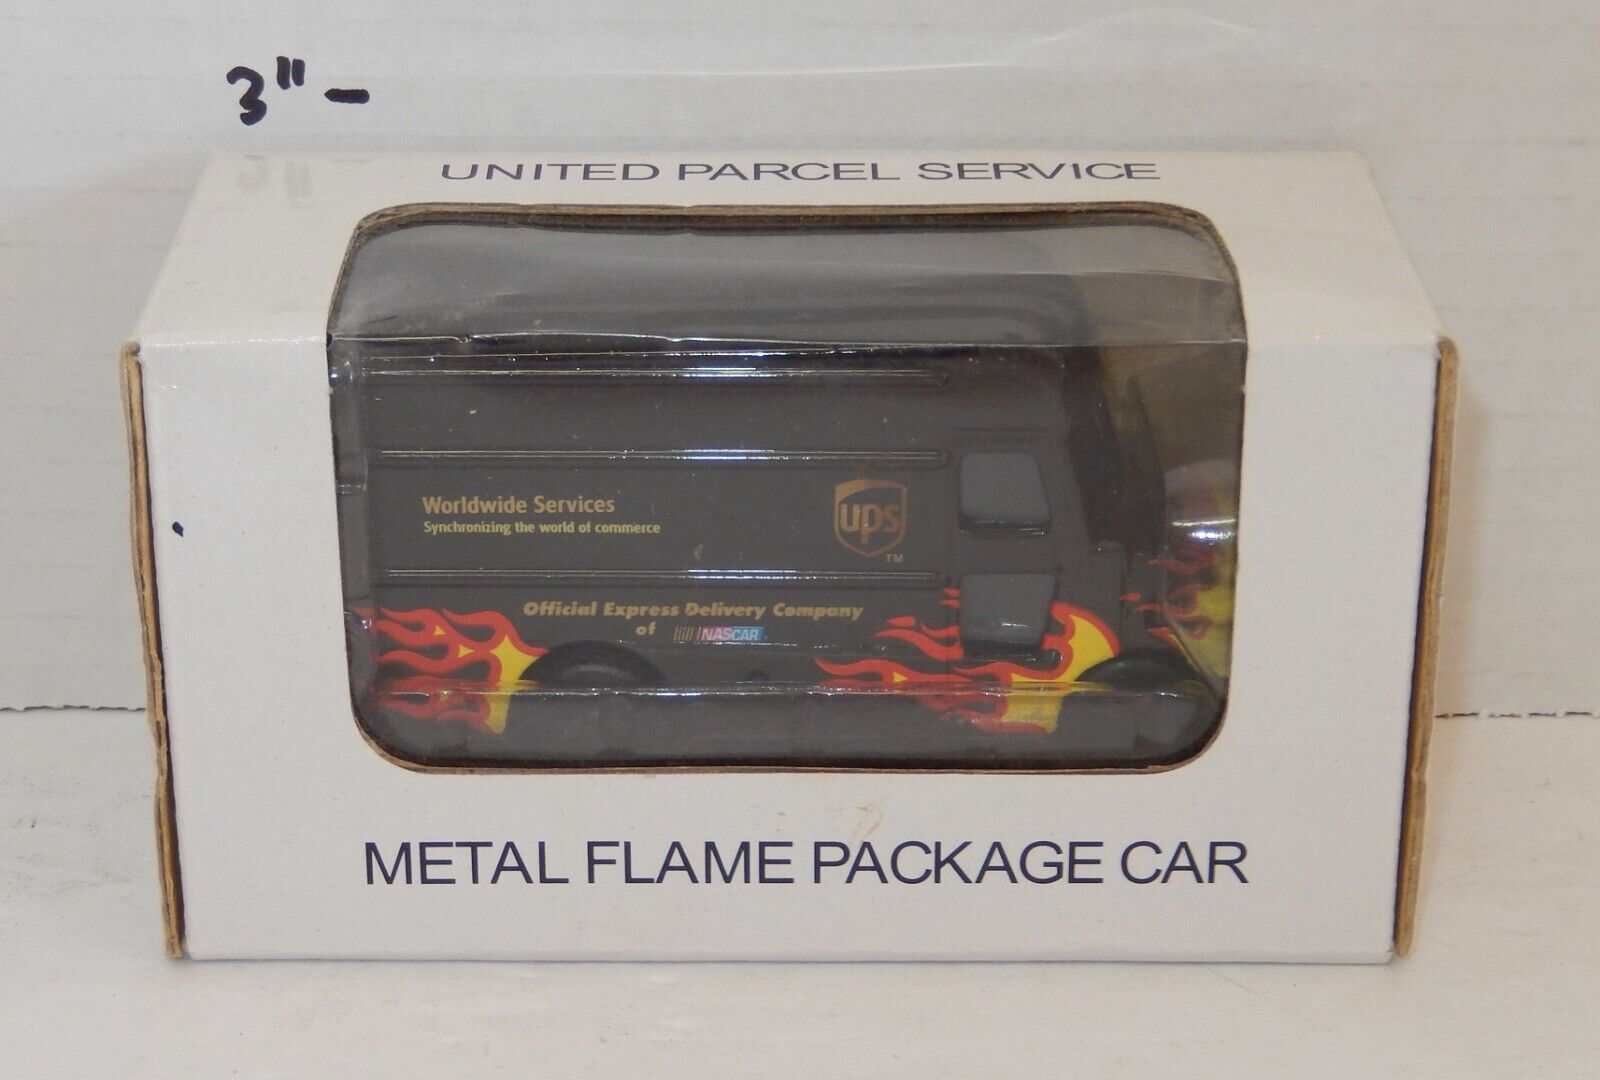 3" -
UNITED PARCEL SERVICE
Worldwide Services
Synchronizing the world of commerce
ups
TM
Official Express Delivery Company
of NASCAR
METAL FLAME PACKAGE CAR